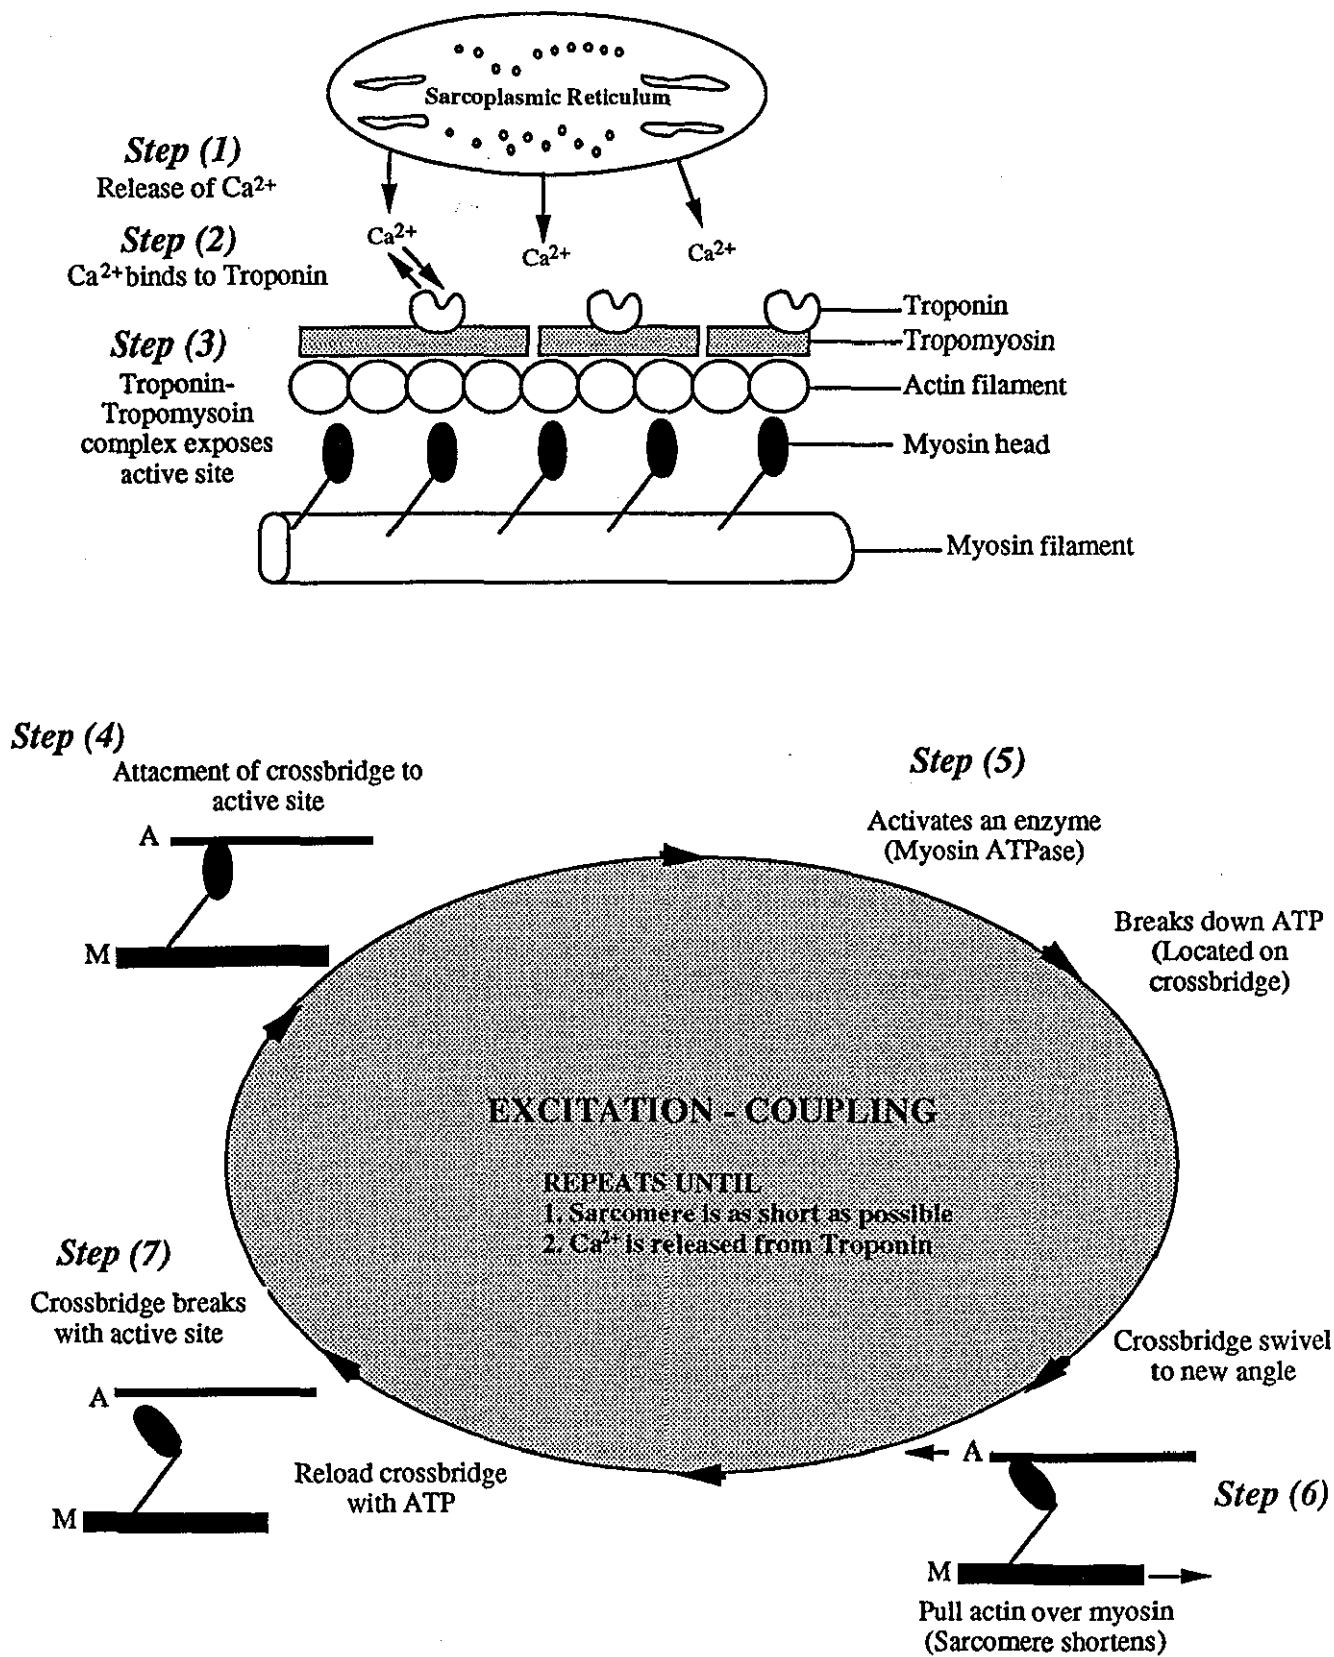 Sarcoplasmic Reticulum
Step (1)
Release of Ca2+
Step (2)
Ca2+ binds to Troponin
Ca2+
Ca2+
Ca2+
Troponin
Tropomyosin
Step (3)
Troponin-
Tropomysoin
complex exposes
active site
Actin filament
Myosin head
Myosin filament
Step (4)
Attacment of crossbridge to
active site
A
M
Step (5)
Activates an enzyme
(Myosin ATPase)
Breaks down ATP
(Located on
crossbridge)
EXCITATION - COUPLING
REPEATS UNTIL
1. Sarcomere is as short as possible
2. Ca2+ is released from Troponin
Step (7)
Crossbridge breaks
with active site
A
M
Reload crossbridge
with ATP
Crossbridge swivel
to new angle
A
Step (6)
M
Pull actin over myosin
(Sarcomere shortens)